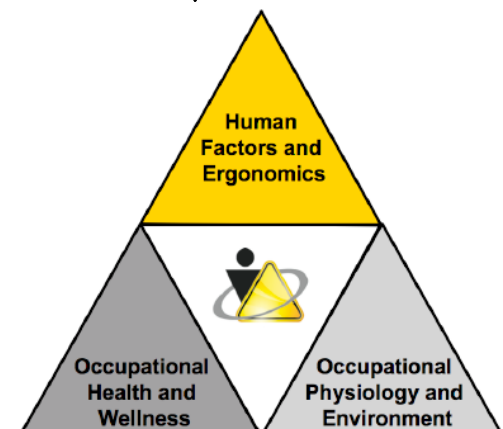 Human
Factors and
Ergonomics
Occupational
Health and
Wellness
Occupational
Physiology and
Environment